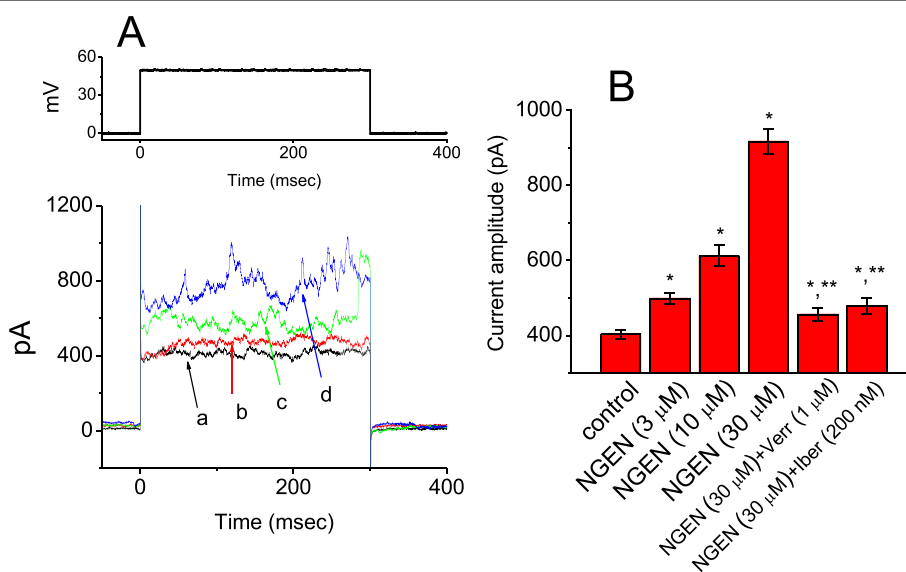 A
60
30
0
mV
0
200
400
Time (msec)
1200
800
400
0
pA
a
b
c
d
0
200
400
Time (msec)
B
1000
800
600
400
Current amplitude (pA)
*
*
*
*,**
*,**
control
NGEN (3 μM)
NGEN (10 μM)
NGEN (30 μM)
NGEN (30 μM)+Verr (1 μM)
NGEN (30 μM)+Iber (200 nM)